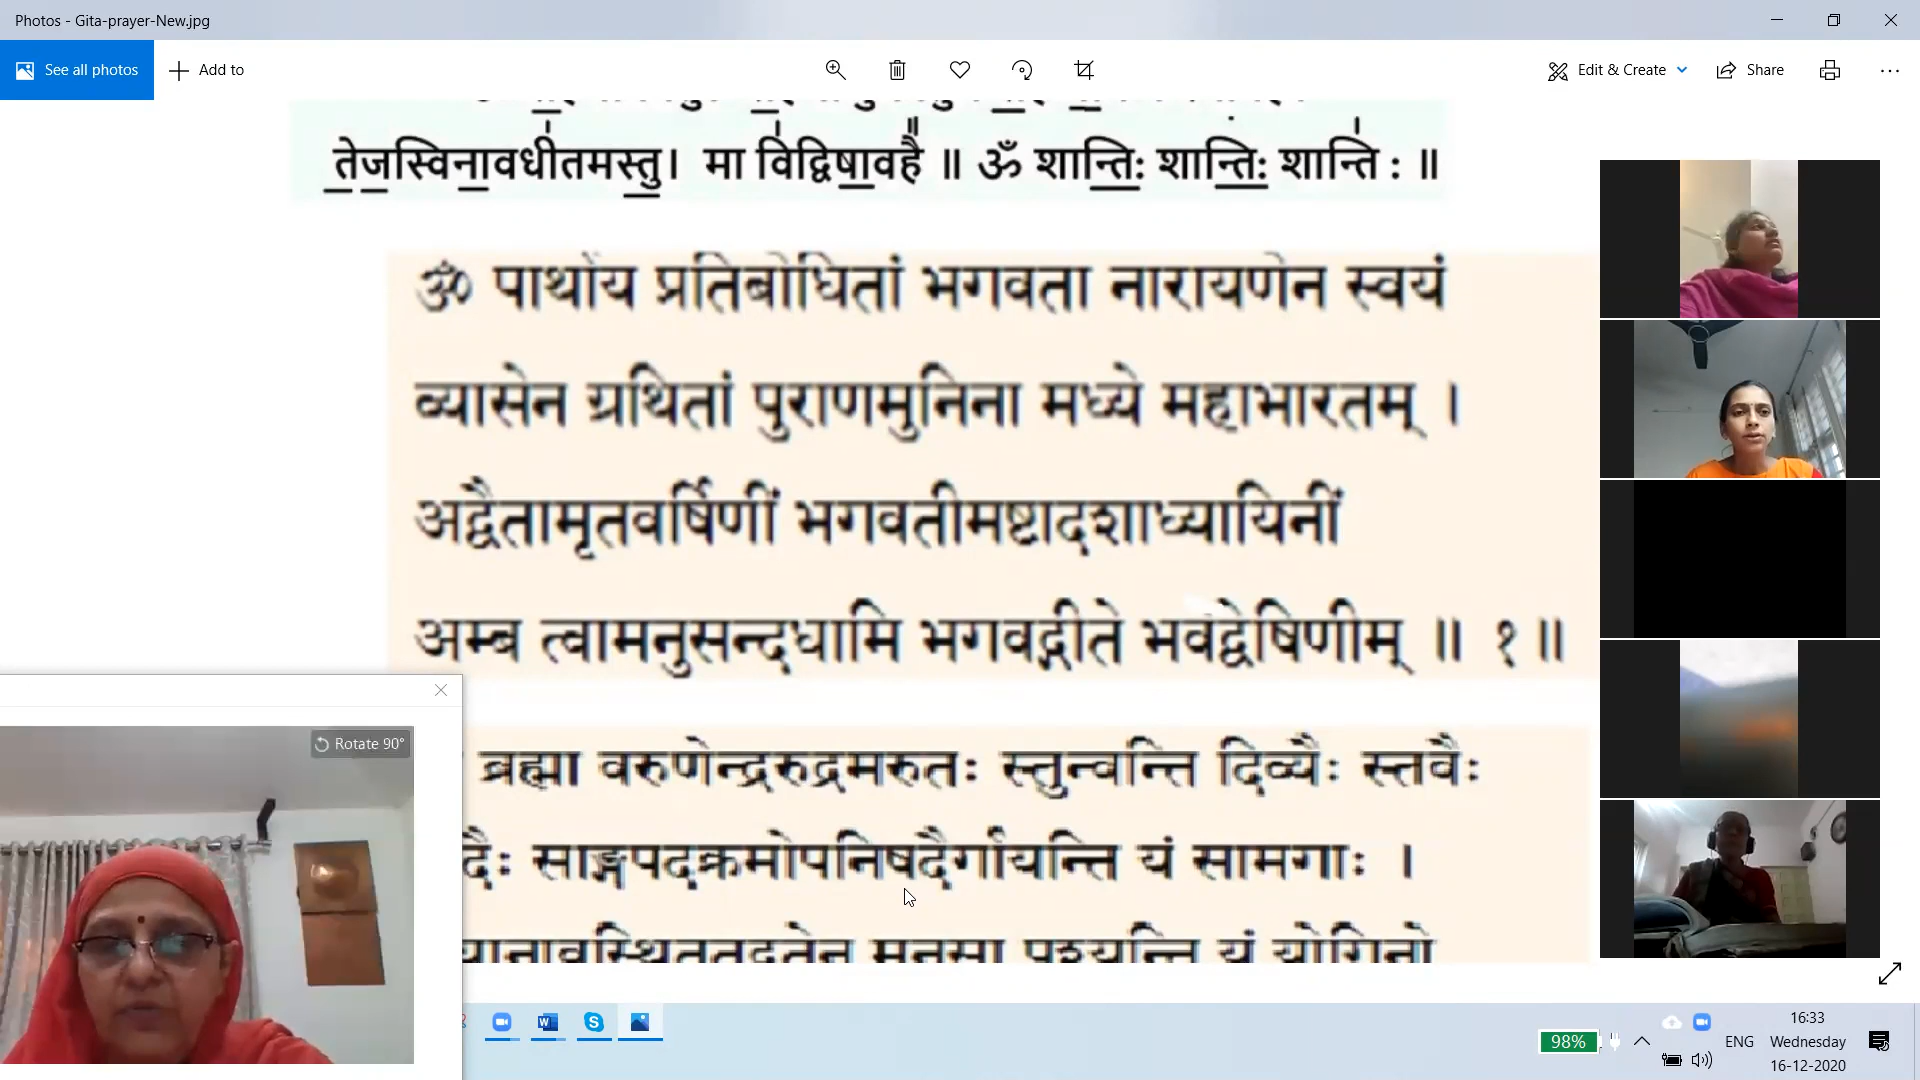 Photos - Gita-prayer-New.jpg
See all photos
Add to
Edit & Create
Share
तेजस्विनावधीतमस्तु। मा विद्विषावहै ॥ ॐ शान्तिः शान्तिः शान्ति : ॥
ॐ पार्थाय प्रतिबोधितां भगवता नारायणेन स्वयं
व्यासेन ग्रथितां पुराणमुनिना मध्ये महाभारतम् ।
अद्वैतामृतवर्षिणीं भगवतीमष्टादशाध्यायिनीं
अम्ब त्वामनुसन्दधामि भगवद्गीते भवद्वेषिणीम् ॥ १ ॥
ब्रह्मा वरुणेन्द्ररुद्रमरुतः स्तुन्वन्ति दिव्यैः स्तवैः
साङ्गपदक्रमोपनिषदैर्गायन्ति यं सामगाः ।
मनसा पश्यन्ति यं योगिनो
Rotate 90°
98%
ENG
16:33
Wednesday
16-12-2020